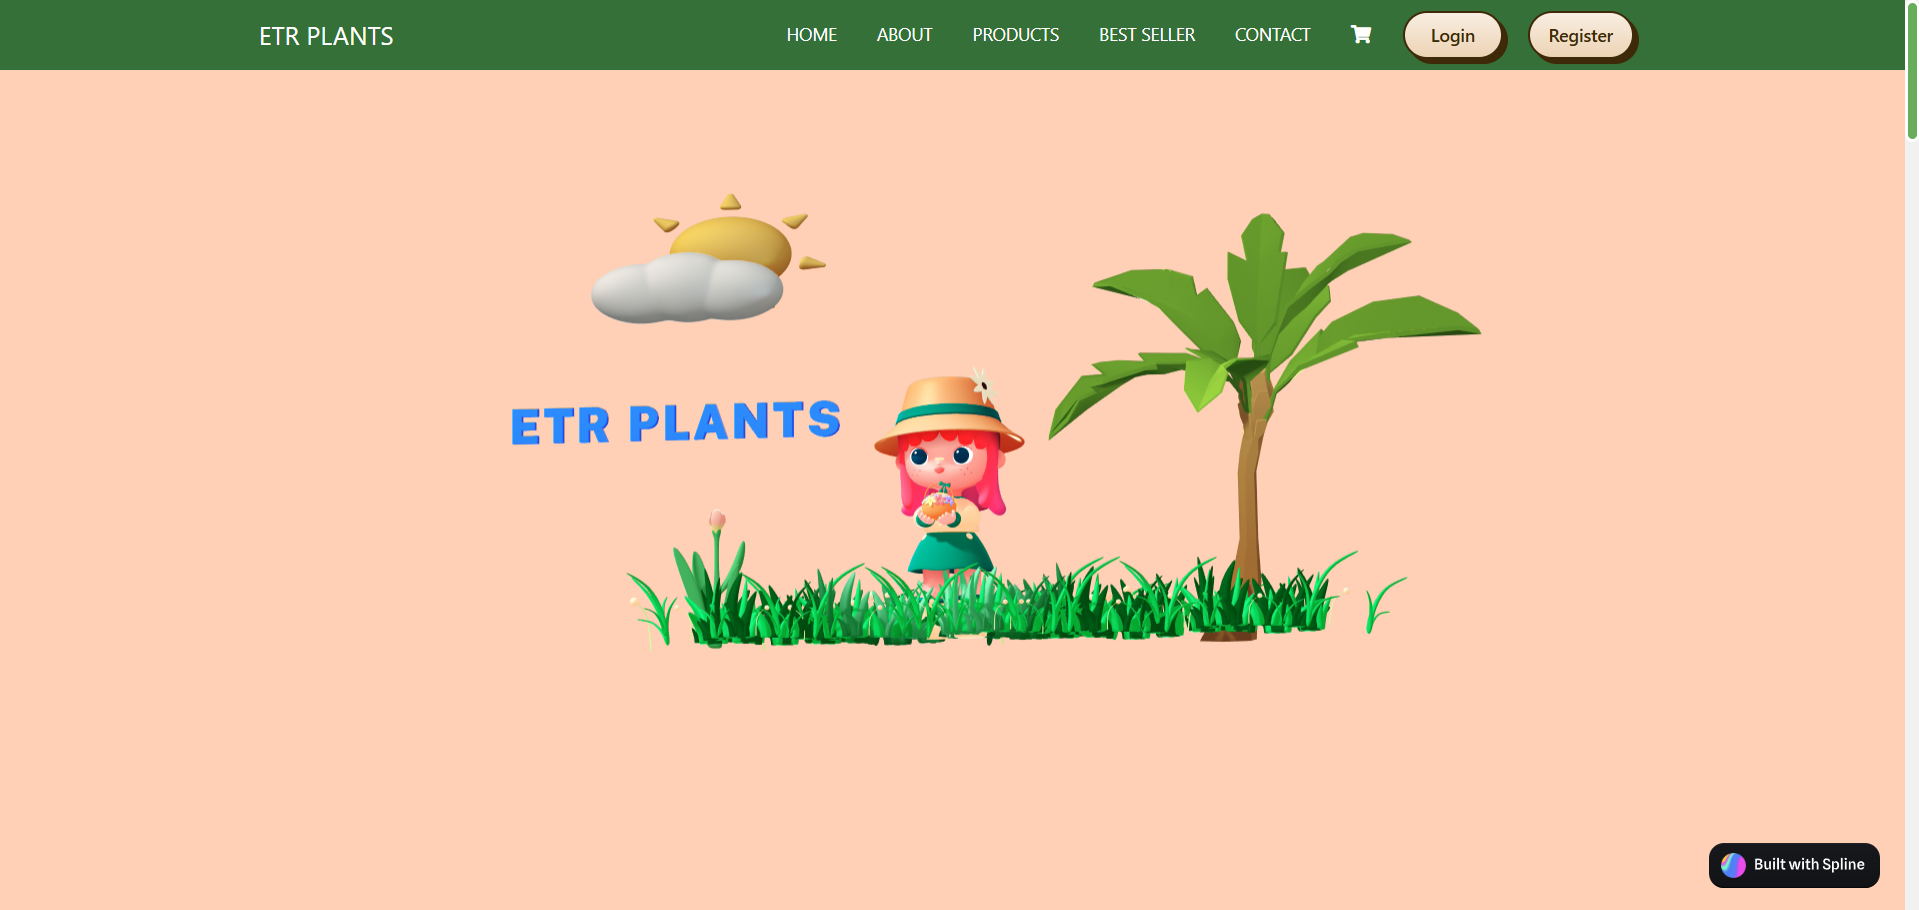 ETR PLANTS
HOME ABOUT PRODUCTS BEST SELLER CONTACT Login Register
ETR PLANTS
Built with Spline